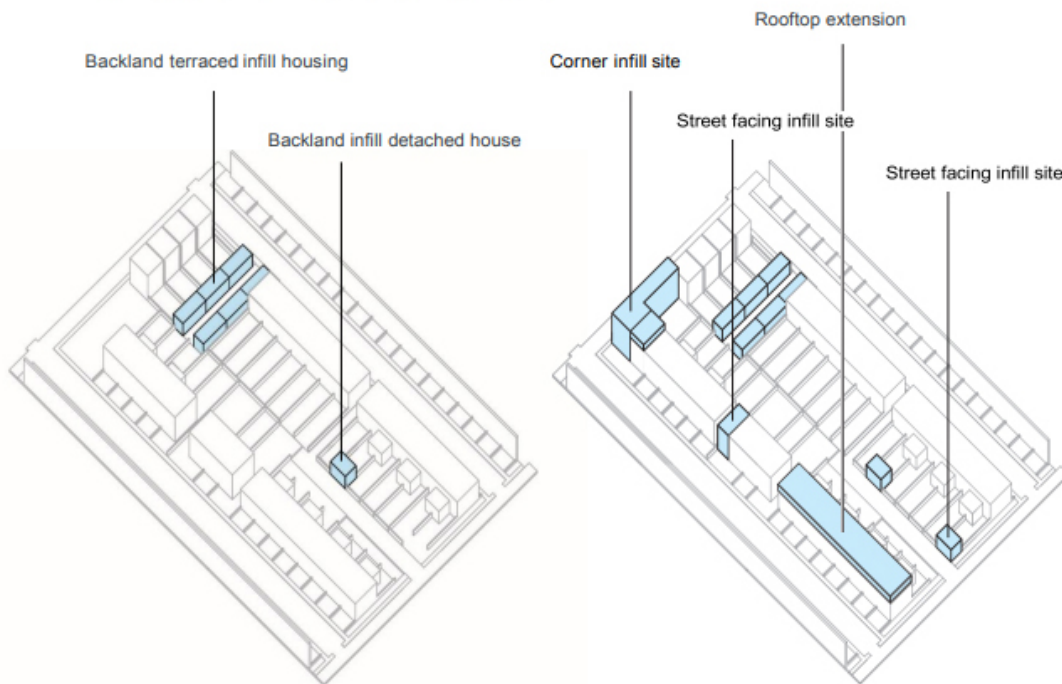 Rooftop extension
Backland terraced infill housing
Corner infill site
Street facing infill site
Backland infill detached house
Street facing infill site